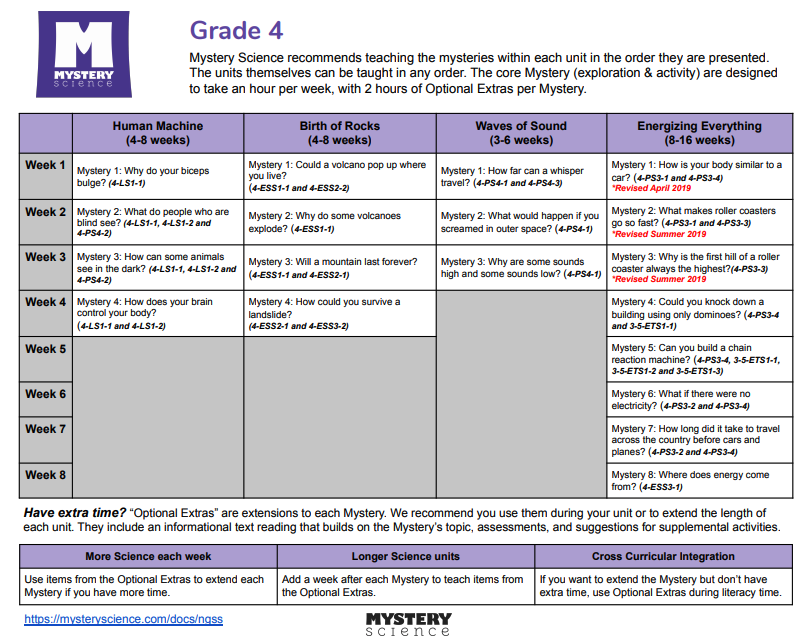 M
MYSTERY
science
Grade 4
Mystery Science recommends teaching the mysteries within each unit in the order they are presented.
The units themselves can be taught in any order. The core Mystery (exploration & activity) are designed
to take an hour per week, with 2 hours of Optional Extras per Mystery.
Human Machine
(4-8 weeks)
Birth of Rocks
(4-8 weeks)
Waves of Sound
(3-6 weeks)
Energizing Everything
(8-16 weeks)
Week 1
Mystery 1: Why do your biceps
bulge? (4-LS1-1)
Mystery 1: Could a volcano pop up where
you live?
(4-ESS1-1 and 4-ESS2-2)
Mystery 1: How far can a whisper
travel? (4-PS4-1 and 4-PS4-3)
Mystery 1: How is your body similar to a
car? (4-PS3-1 and 4-PS3-4)
*Revised April 2019
Week 2
Mystery 2: What do people who are
blind see? (4-LS1-1, 4-LS1-2 and
4-PS4-2)
Mystery 2: Why do some volcanoes
explode? (4-ESS1-1)
Mystery 2: What would happen if you
screamed in outer space? (4-PS4-1)
Mystery 2: What makes roller coasters
go so fast? (4-PS3-1 and 4-PS3-3)
*Revised Summer 2019
Week 3
Mystery 3: How can some animals
see in the dark? (4-LS1-1, 4-LS1-2 and
4-PS4-2)
Mystery 3: Will a mountain last forever?
(4-ESS1-1 and 4-ESS2-1)
Mystery 3: Why are some sounds
high and some sounds low? (4-PS4-1)
Mystery 3: Why is the first hill of a roller
coaster always the highest?(4-PS3-3)
*Revised Summer 2019
Week 4
Mystery 4: How does your brain
control your body?
(4-LS1-1 and 4-LS1-2)
Mystery 4: How could you survive a
landslide?
(4-ESS2-1 and 4-ESS3-2)
Mystery 4: Could you knock down a
building using only dominoes? (4-PS3-4
and 3-5-ETS1-1)
Week 5
Mystery 5: Can you build a chain
reaction machine? (4-PS3-4, 3-5-ETS1-1,
3-5-ETS1-2 and 3-5-ETS1-3)
Week 6
Mystery 6: What if there were no
electricity? (4-PS3-2 and 4-PS3-4)
Week 7
Mystery 7: How long did it take to travel
across the country before cars and
planes? (4-PS3-2 and 4-PS3-4)
Week 8
Mystery 8: Where does energy come
from? (4-ESS3-1)
Have extra time? “Optional Extras” are extensions to each Mystery. We recommend you use them during your unit or to extend the length of
each unit. They include an informational text reading that builds on the Mystery’s topic, assessments, and suggestions for supplemental activities.
More Science each week
Longer Science units
Cross Curricular Integration
Use items from the Optional Extras to extend each
Mystery if you have more time.
Add a week after each Mystery to teach items from
the Optional Extras.
If you want to extend the Mystery but don’t have
extra time, use Optional Extras during literacy time.
https://mysteryscience.com/docs/ngss
MYSTERY
science